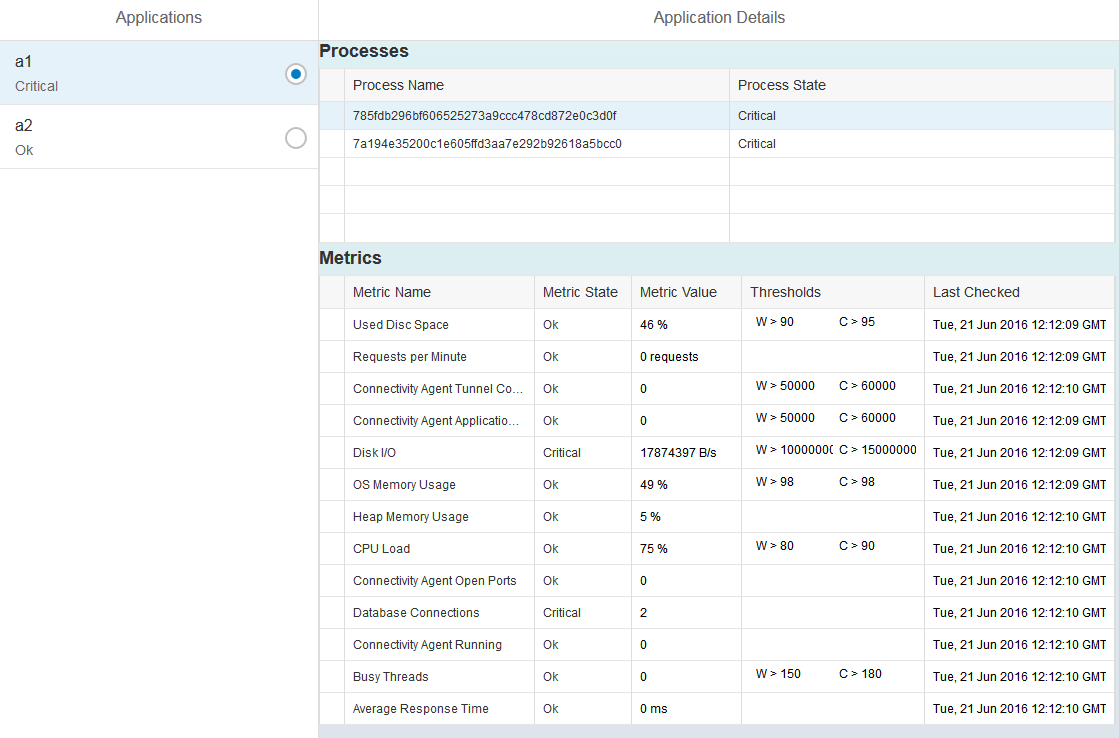 Applications
Application Details
a1
Critical
a2
Ok
Processes
Process Name Process State
785fdb296bf606525273a9ccc478cd872e0c3d0f Critical
7a194e35200c1e605ffd3aa7e292b92618a5bcc0 Critical
Metrics
Metric Name Metric State Metric Value Thresholds Last Checked
Used Disc Space Ok 46 % W > 90 C > 95 Tue, 21 Jun 2016 12:12:09 GMT
Requests per Minute Ok 0 requests Tue, 21 Jun 2016 12:12:09 GMT
Connectivity Agent Tunnel Co... Ok 0 W > 50000 C > 60000 Tue, 21 Jun 2016 12:12:10 GMT
Connectivity Agent Applicatio... Ok 0 W > 50000 C > 60000 Tue, 21 Jun 2016 12:12:09 GMT
Disk I/O Critical 17874397 B/s W > 10000000 C > 15000000 Tue, 21 Jun 2016 12:12:09 GMT
OS Memory Usage Ok 49 % W > 98 C > 98 Tue, 21 Jun 2016 12:12:09 GMT
Heap Memory Usage Ok 5 % Tue, 21 Jun 2016 12:12:10 GMT
CPU Load Ok 75 % W > 80 C > 90 Tue, 21 Jun 2016 12:12:10 GMT
Connectivity Agent Open Ports Ok 0 Tue, 21 Jun 2016 12:12:10 GMT
Database Connections Critical 2 Tue, 21 Jun 2016 12:12:10 GMT
Connectivity Agent Running Ok 0 Tue, 21 Jun 2016 12:12:10 GMT
Busy Threads Ok 0 W > 150 C > 180 Tue, 21 Jun 2016 12:12:10 GMT
Average Response Time Ok 0 ms Tue, 21 Jun 2016 12:12:10 GMT